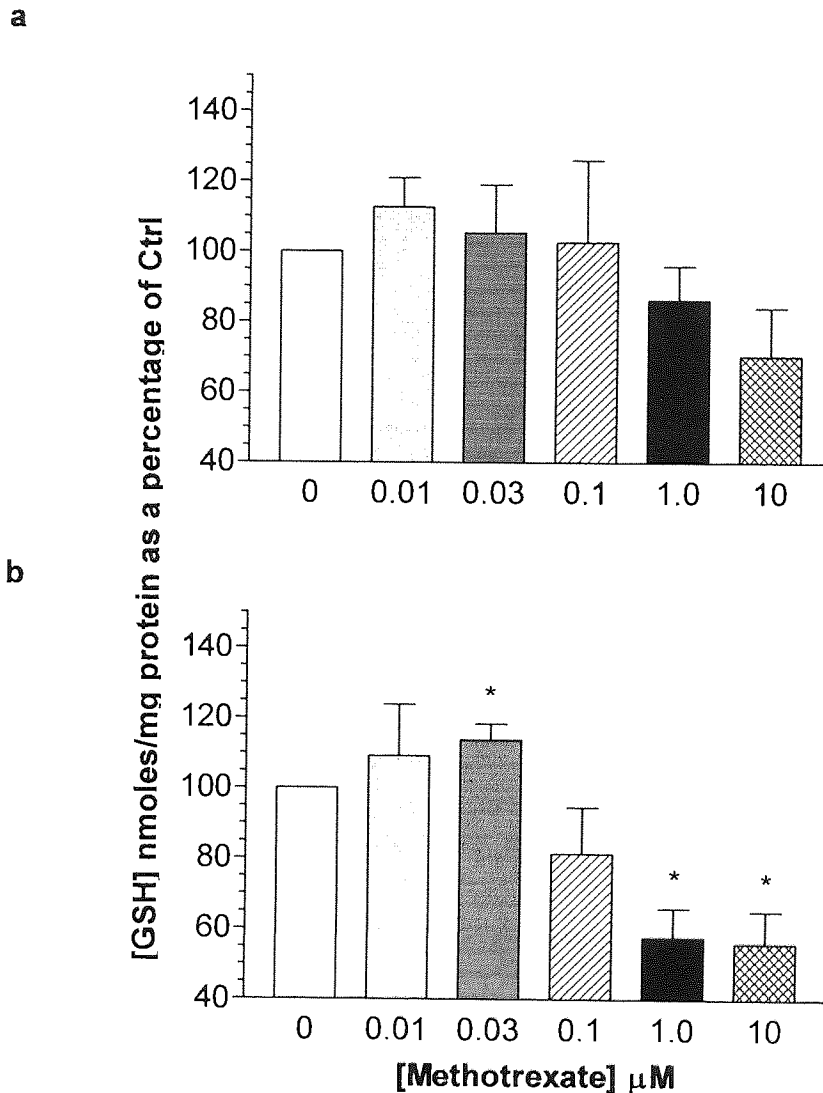 a
[GSH] nmoles/mg protein as a percentage of Ctrl
140
120
100
80
60
40
0 0.01 0.03 0.1 1.0 10
b
140
120
100
80
60
40
*
* *
0 0.01 0.03 0.1 1.0 10
[Methotrexate] μM